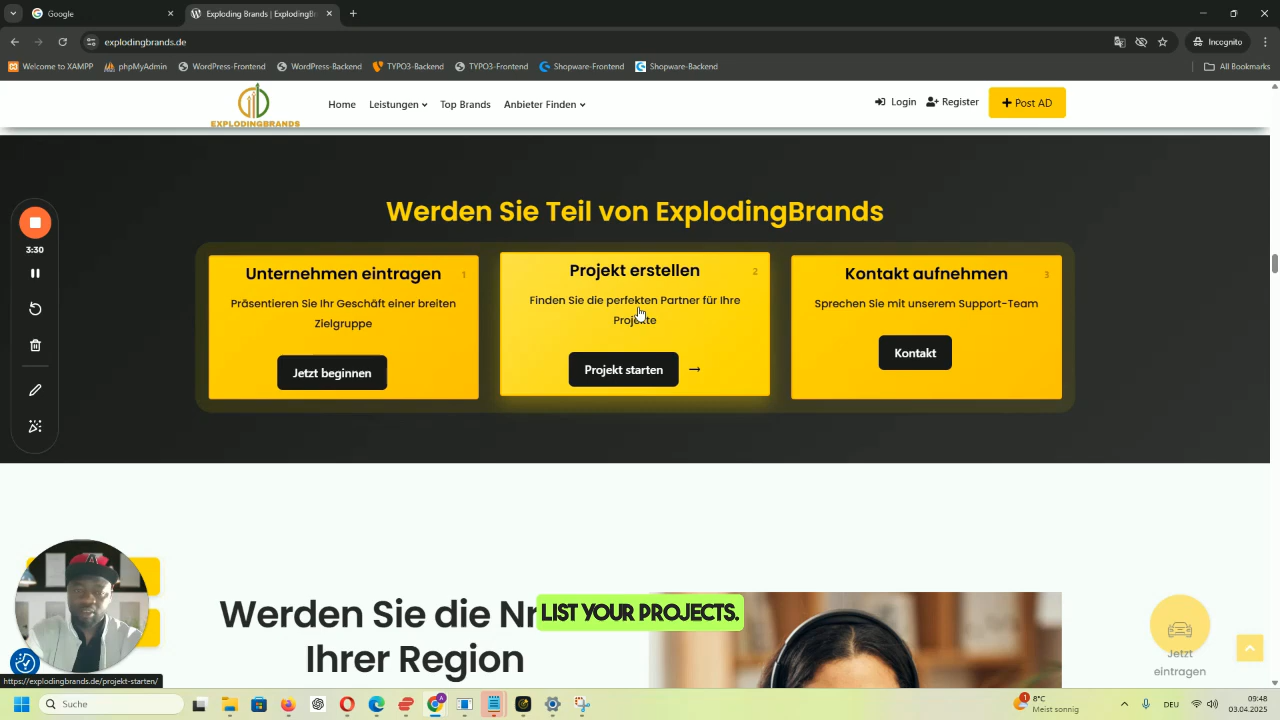 Google
Brands | ExplodingBr
explodingbrands.de
Incognito
Welcome to XAMPP
phpMyAdmin
WordPress-Frontend
WordPress-Backend
TYPO3-Backend
TYPO3-Frontend
Shopware-Frontend
Shopware-Backend
All Bookmarks
EXPLODINGBRANDS
Home
Leistungen
Top Brands
Anbieter Finden
Login
Register
Post AD
Werden Sie Teil von ExplodingBrands
3:30
Unternehmen eintragen
1
Präsentieren Sie Ihr Geschäft einer breiten
Zielgruppe
Jetzt beginnen
Projekt erstellen
2
Finden Sie die perfekten Partner für Ihre
Projekte
Projekt starten →
Kontakt aufnehmen
3
Sprechen Sie mit unserem Support-Team
Kontakt
Werden Sie die Nr
Ihrer Region
LIST YOUR PROJECTS.
Jetzt
eintragen
https://explodingbrands.de/projekt-starten/
Suche
1
8°C
Meist sonnig
DEU
09:48
03.04.2025